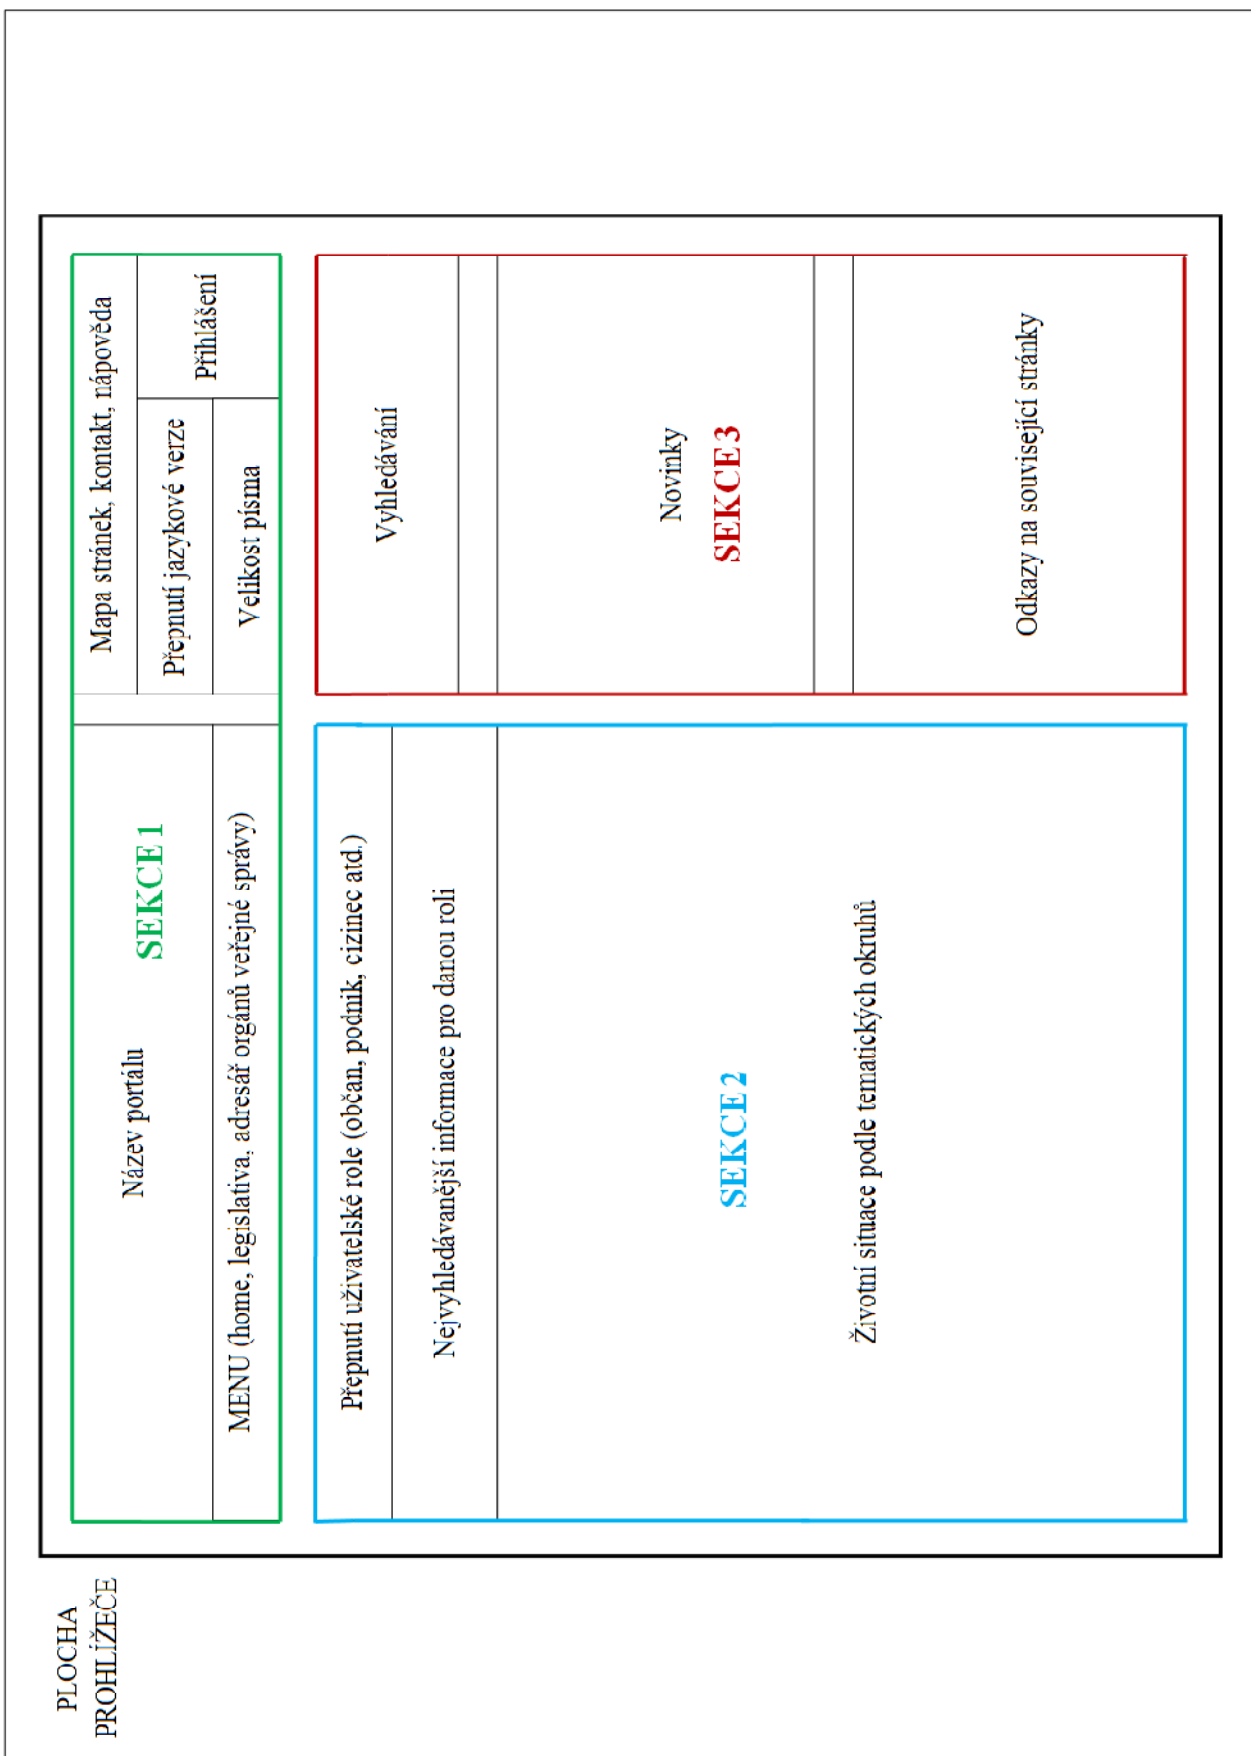 PLOCHA
PROHLÍŽEČE
Název portálu
SEKCE 1
MENU (home, legislativa, adresář orgánů veřejné správy)
Mapa stránek, kontakt, nápověda
Přepnutí jazykové verze
Přihlášení
Velikost písma
Přepnutí uživatelské role (občan, podnik, cizinec atd.)
Nejvyhledávanější informace pro danou roli
SEKCE 2
Životní situace podle tematických okruhů
Vyhledávání
Novinky
SEKCE 3
Odkazy na související stránky